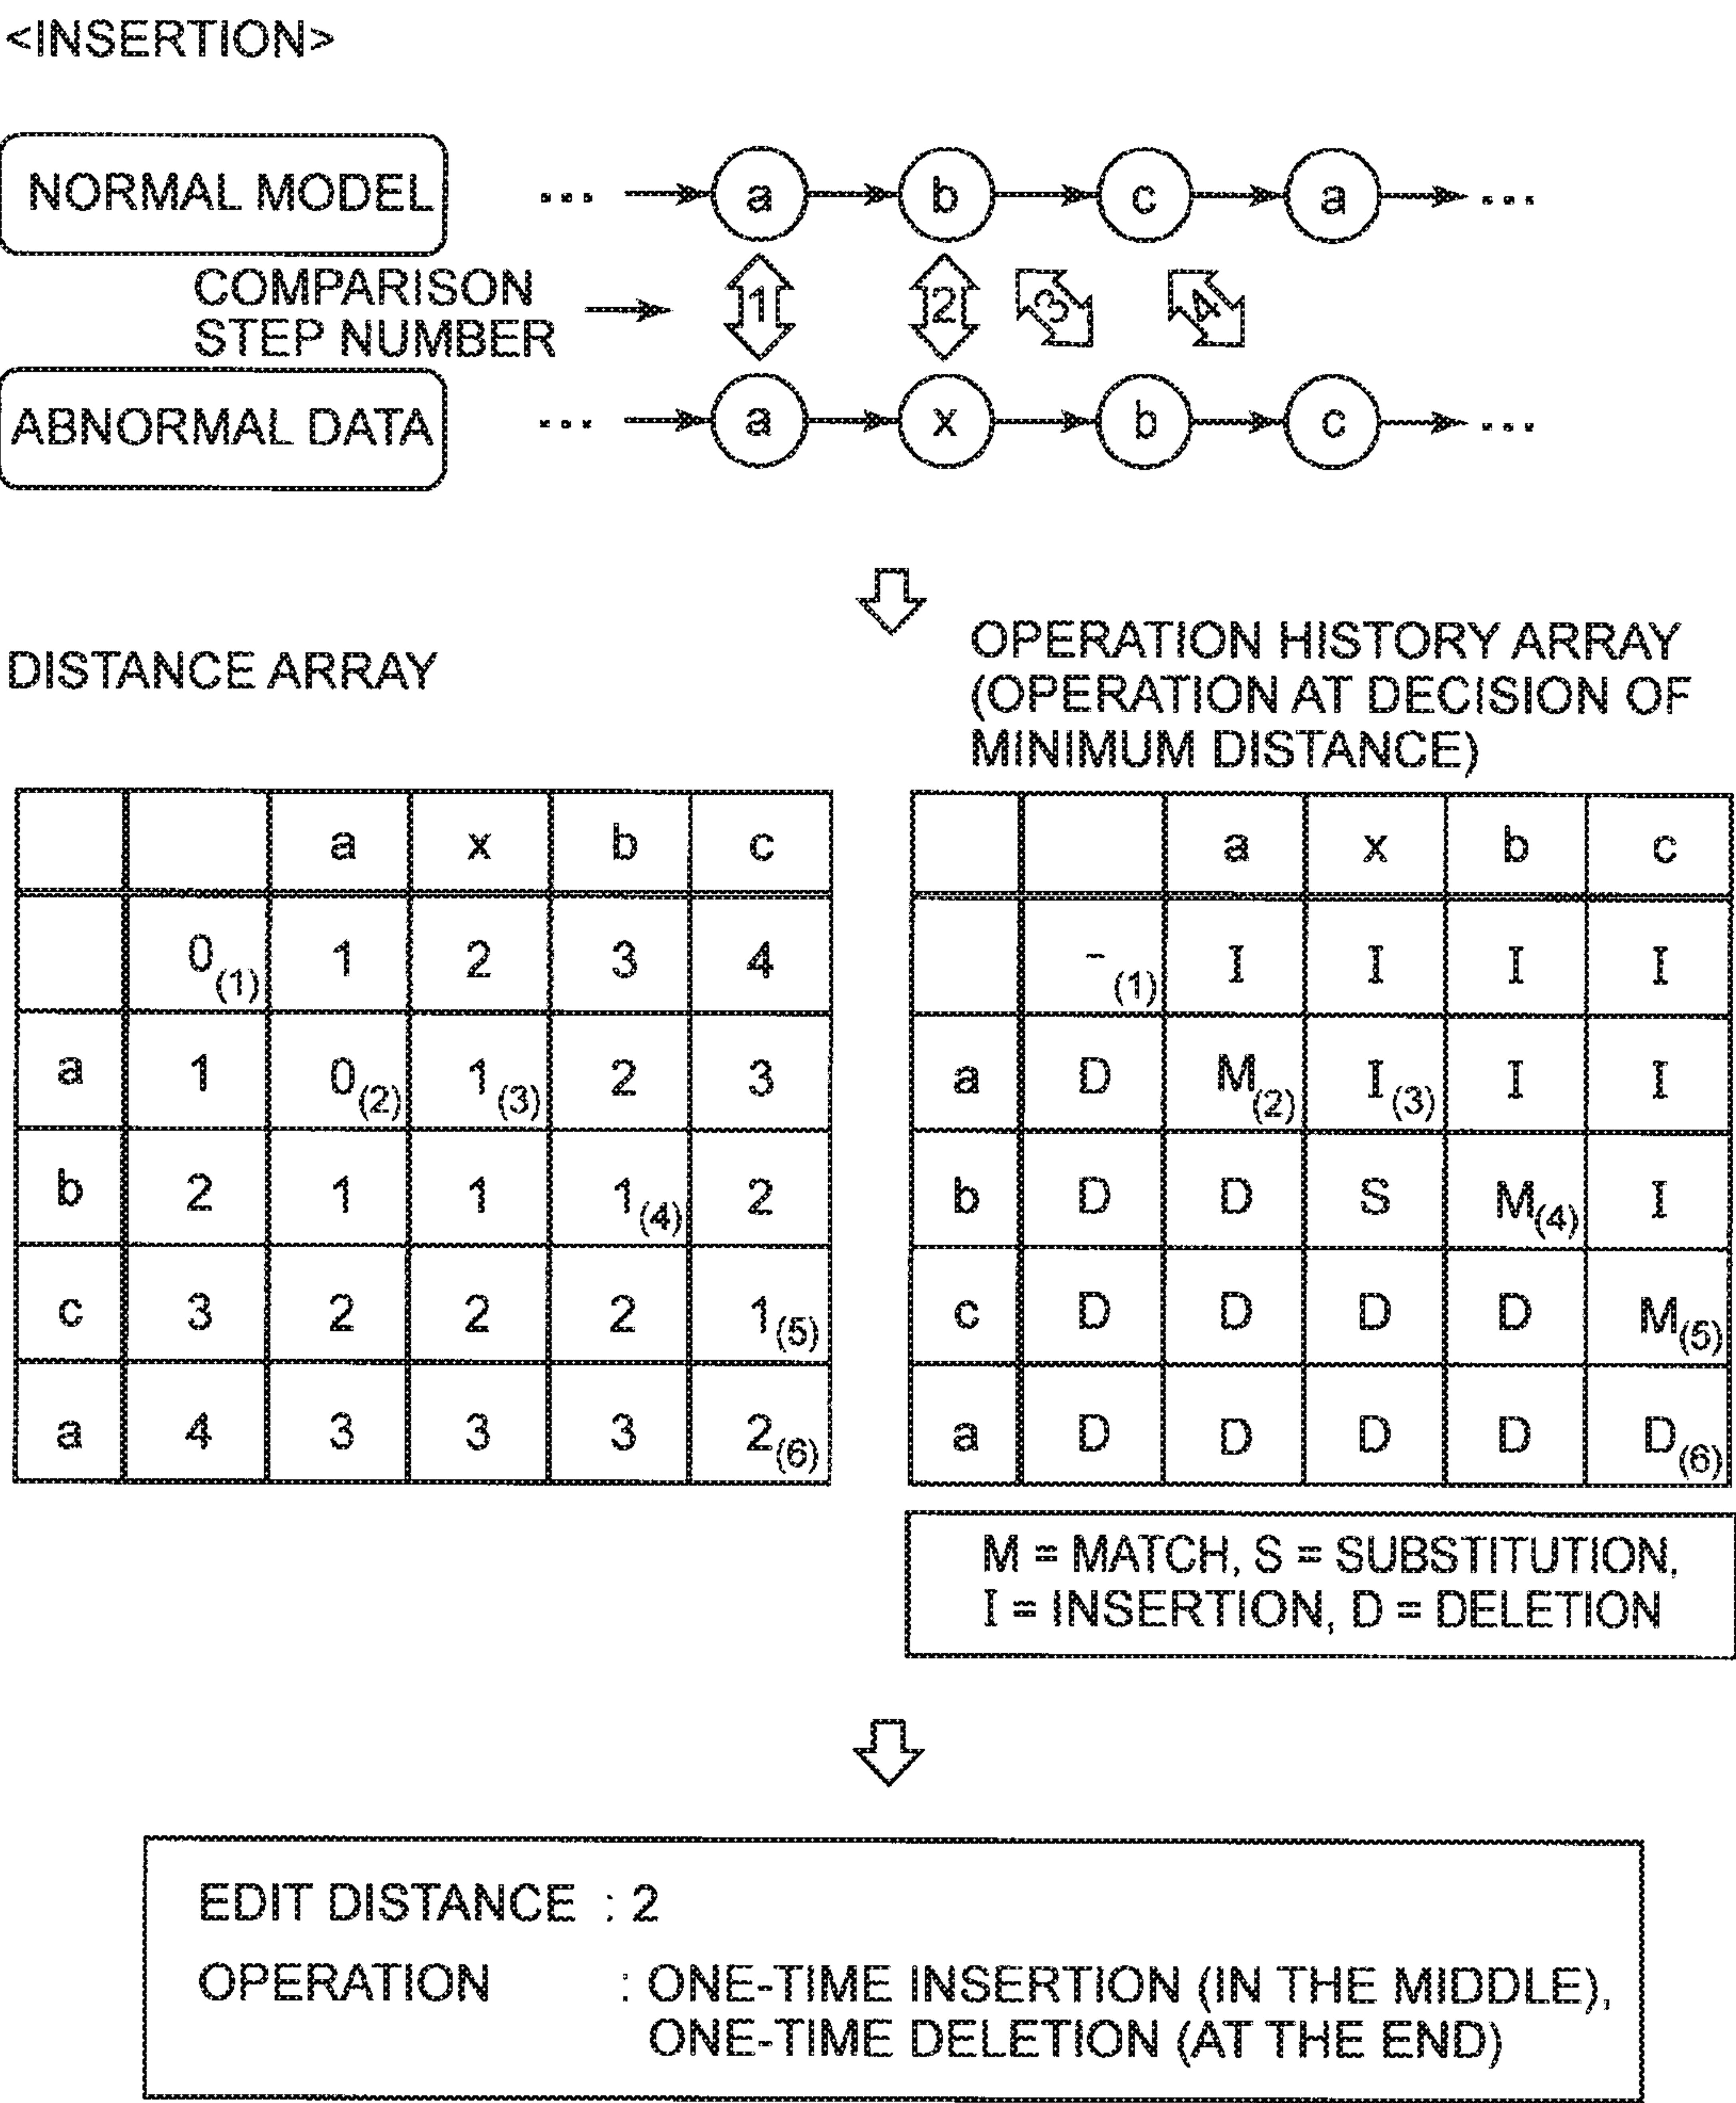 <INSERTION>
NORMAL MODEL ... a b c a ...
COMPARISON
STEP NUMBER 1 2 3 4
ABNORMAL DATA ... a x b c ...
DISTANCE ARRAY
OPERATION HISTORY ARRAY
(OPERATION AT DECISION OF
MINIMUM DISTANCE)
a x b c
0(1) 1 2 3 4
a 1 0(2) 1(3) 2 3
b 2 1 1 1(4) 2
c 3 2 2 2 1(5)
a 4 3 3 3 2(6)
a x b c
-(1) I I I I
a D M(2) I(3) I I
b D D S M(4) I
c D D D D M(5)
a D D D D D(6)
M = MATCH, S = SUBSTITUTION,
I = INSERTION, D = DELETION
EDIT DISTANCE : 2
OPERATION : ONE-TIME INSERTION (IN THE MIDDLE),
ONE-TIME DELETION (AT THE END)